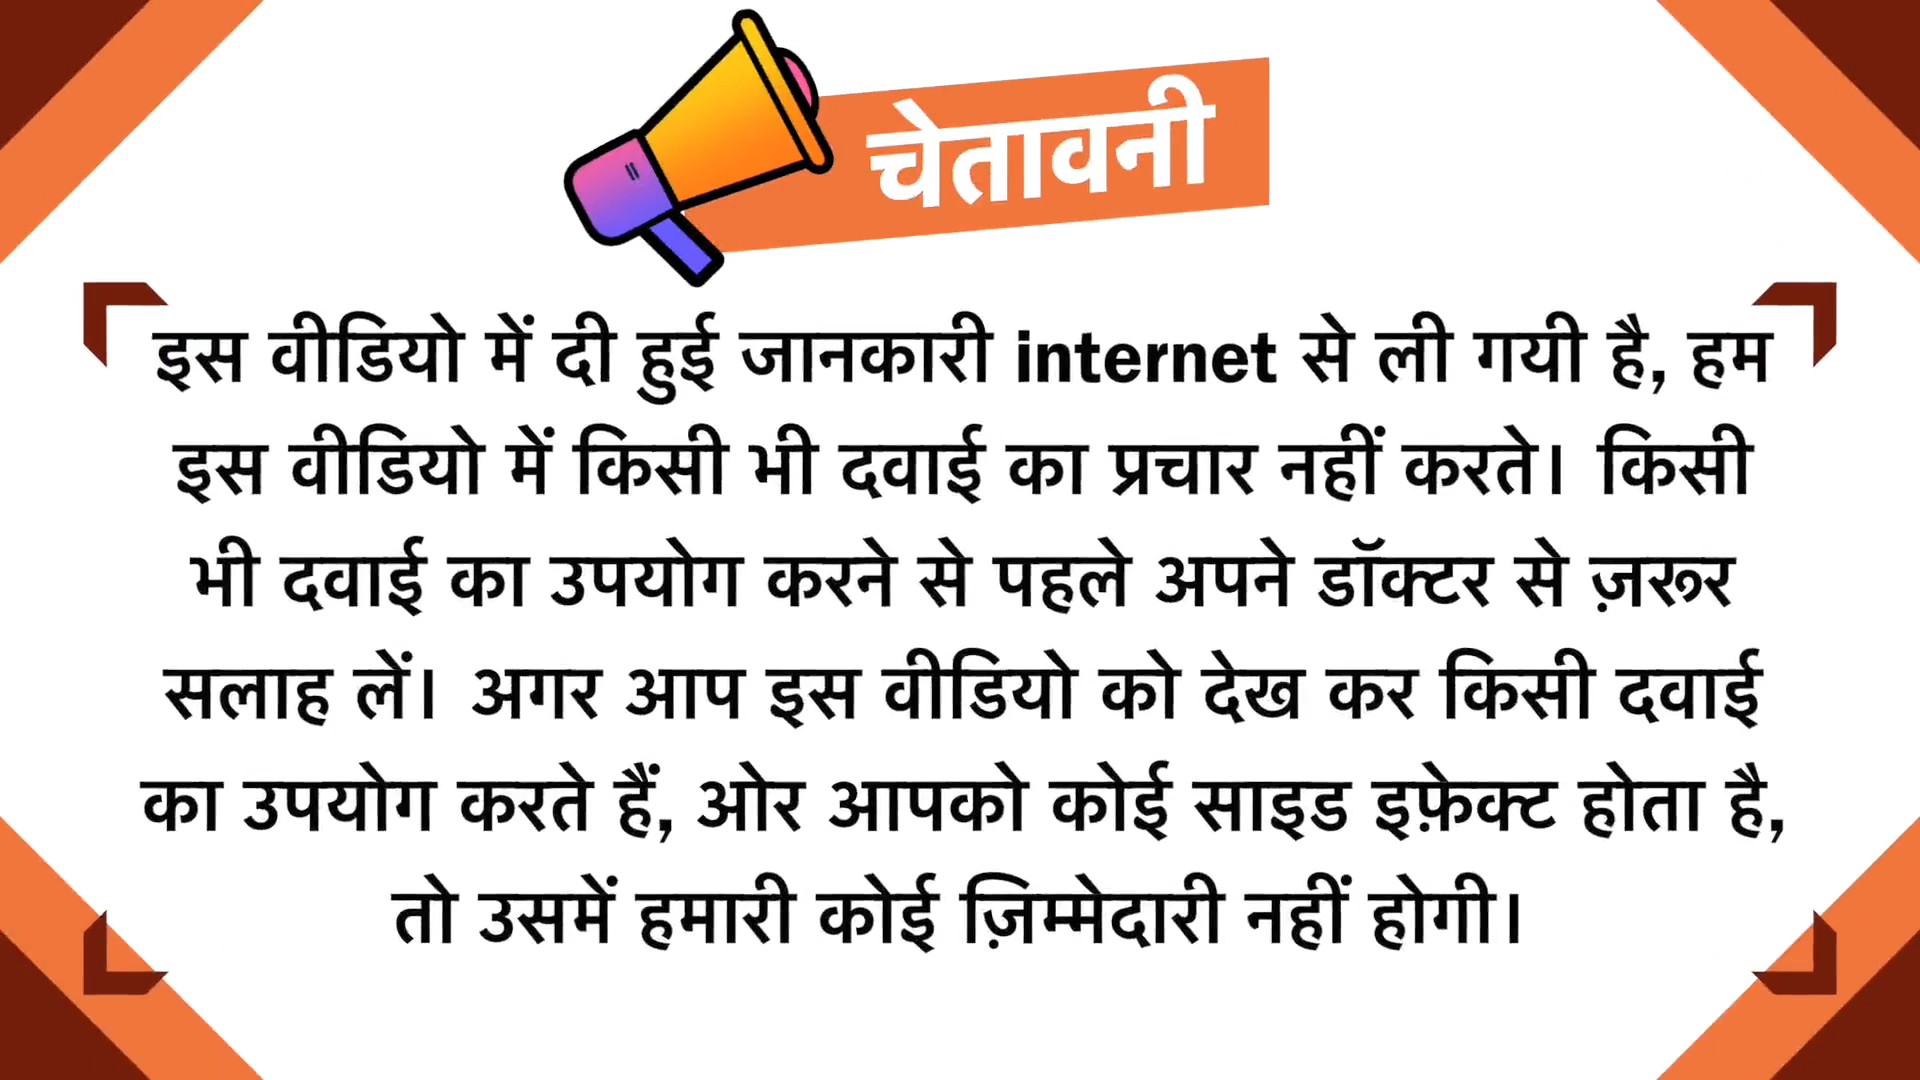 चेतावनी
इस वीडियो में दी हुई जानकारी internet से ली गयी है, हम
इस वीडियो में किसी भी दवाई का प्रचार नहीं करते। किसी
भी दवाई का उपयोग करने से पहले अपने डॉक्टर से ज़रूर
सलाह लें। अगर आप इस वीडियो को देख कर किसी दवाई
का उपयोग करते हैं, ओर आपको कोई साइड इफ़ेक्ट होता है,
तो उसमें हमारी कोई ज़िम्मेदारी नहीं होगी।